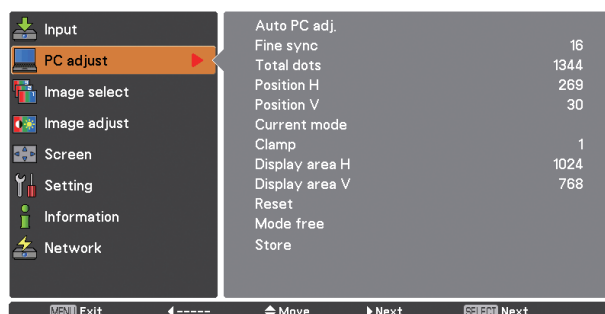 Input
PC adjust
Image select
Image adjust
Screen
Setting
Information
Network
Auto PC adj.
Fine sync 16
Total dots 1344
Position H 269
Position V 30
Current mode
Clamp 1
Display area H 1024
Display area V 768
Reset
Mode free
Store
MENU Exit ----- Move Next SELECT Next